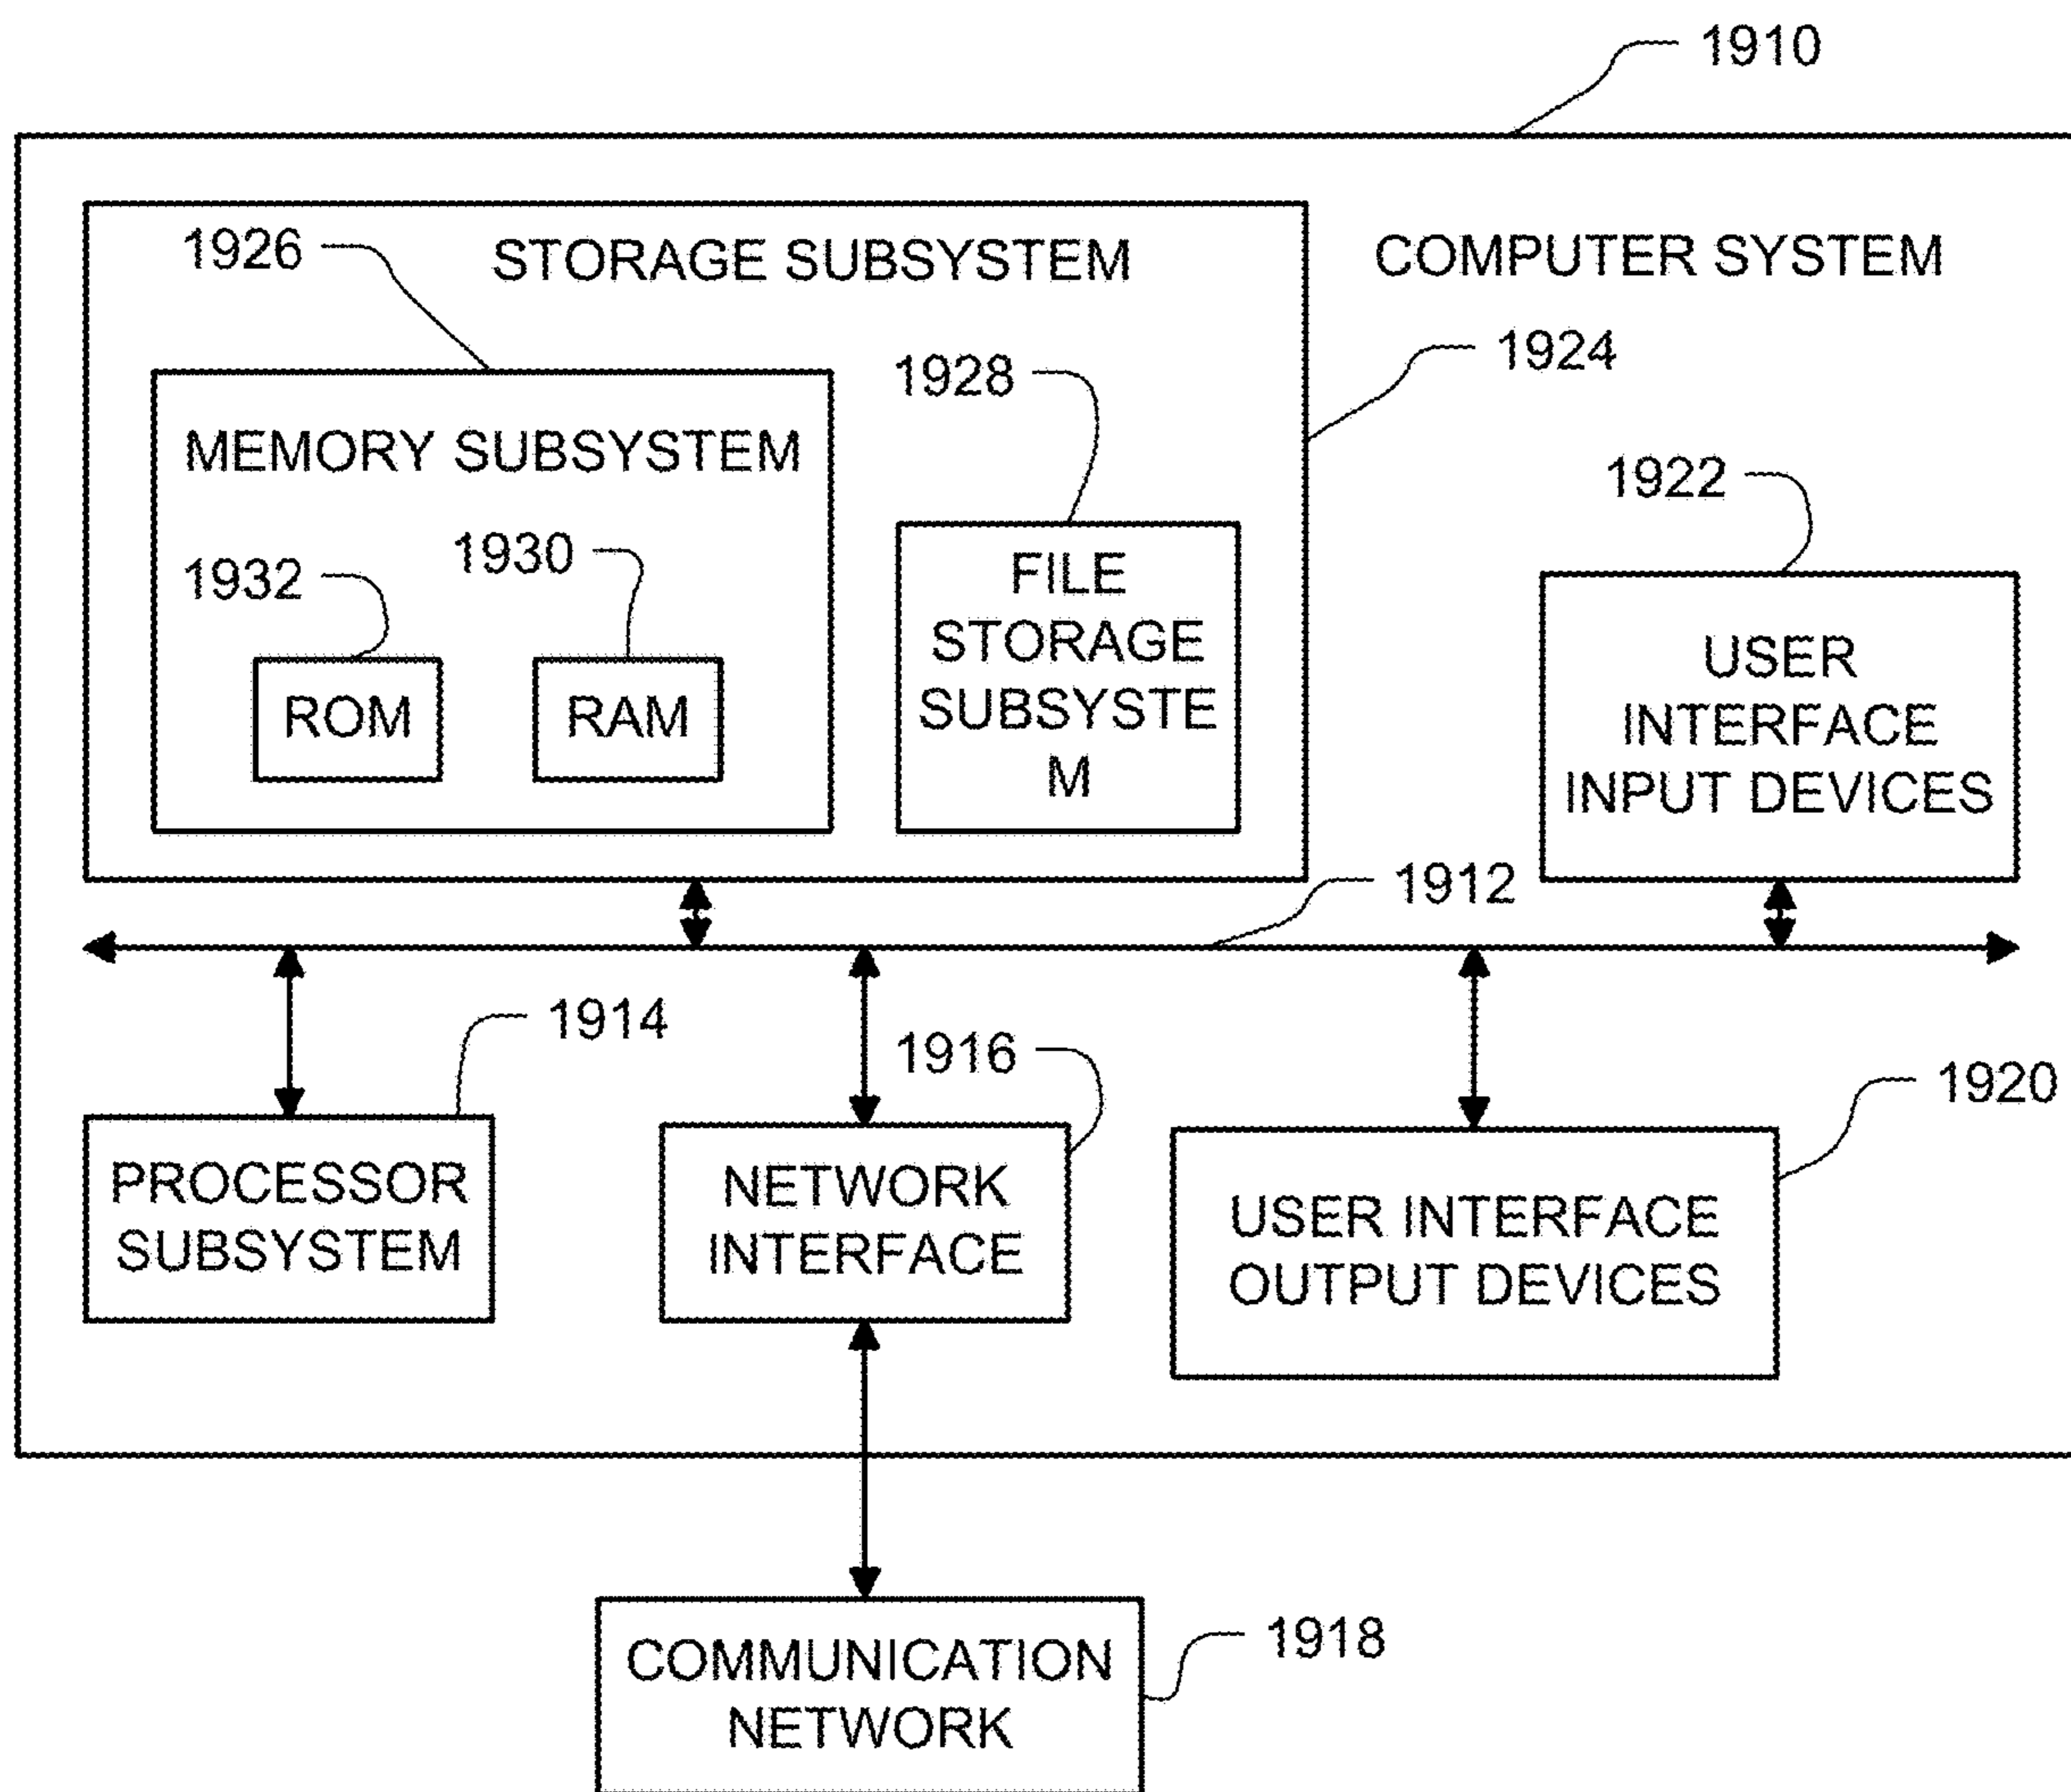 1910
1926
STORAGE SUBSYSTEM
COMPUTER SYSTEM
1924
1928
MEMORY SUBSYSTEM
1922
1932
1930
FILE
STORAGE
SUBSYSTE
M
ROM
RAM
USER
INTERFACE
INPUT DEVICES
1912
1914
1916
1920
PROCESSOR
SUBSYSTEM
NETWORK
INTERFACE
USER INTERFACE
OUTPUT DEVICES
COMMUNICATION
NETWORK
1918